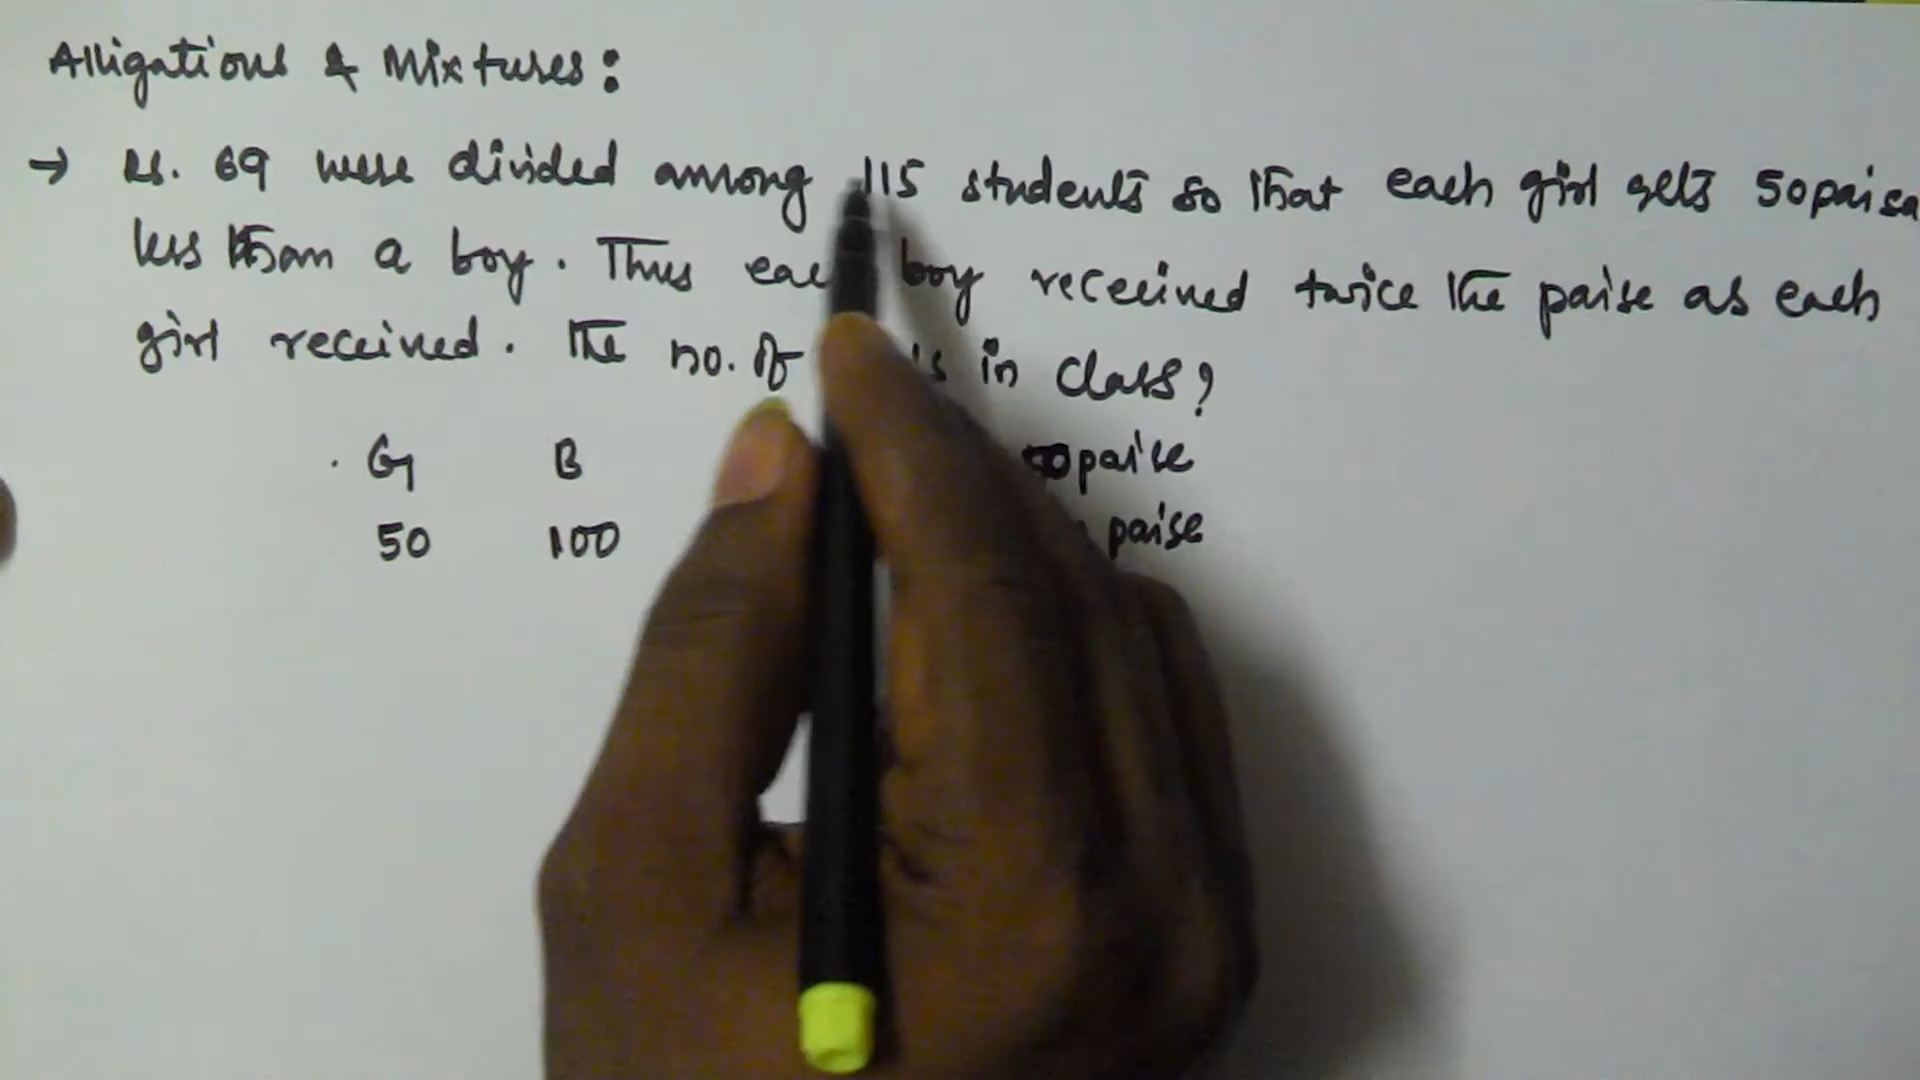 Alligations & Mixtures:
→ Rs. 69 were divided among 115 students so that each girl gets 50paisa
less than a boy. Thus each boy received twice the paise as each
girl received. The no. of in class?
G B paise
50 100 paise